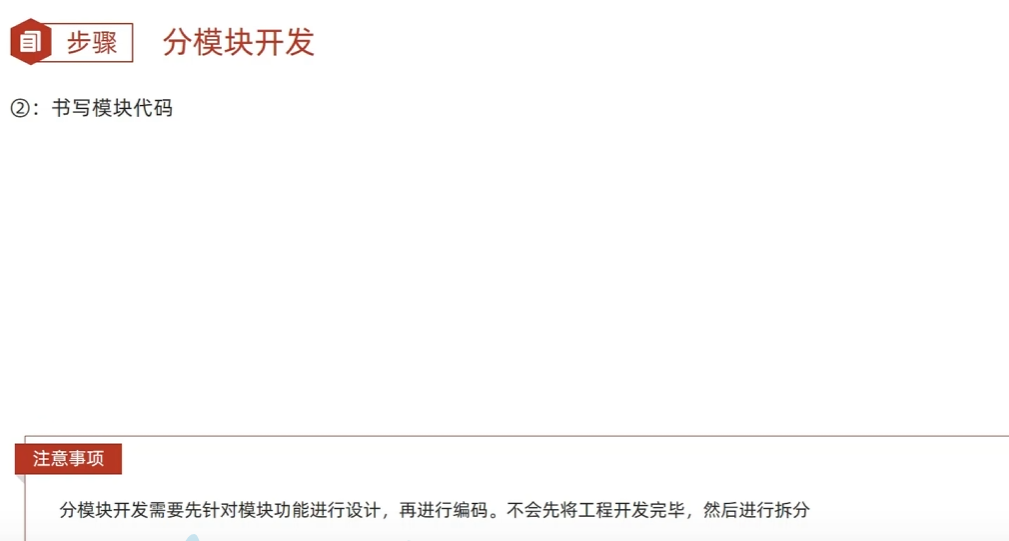 步骤 分模块开发
②：书写模块代码
注意事项
分模块开发需要先针对模块功能进行设计，再进行编码。不会先将工程开发完毕，然后进行拆分